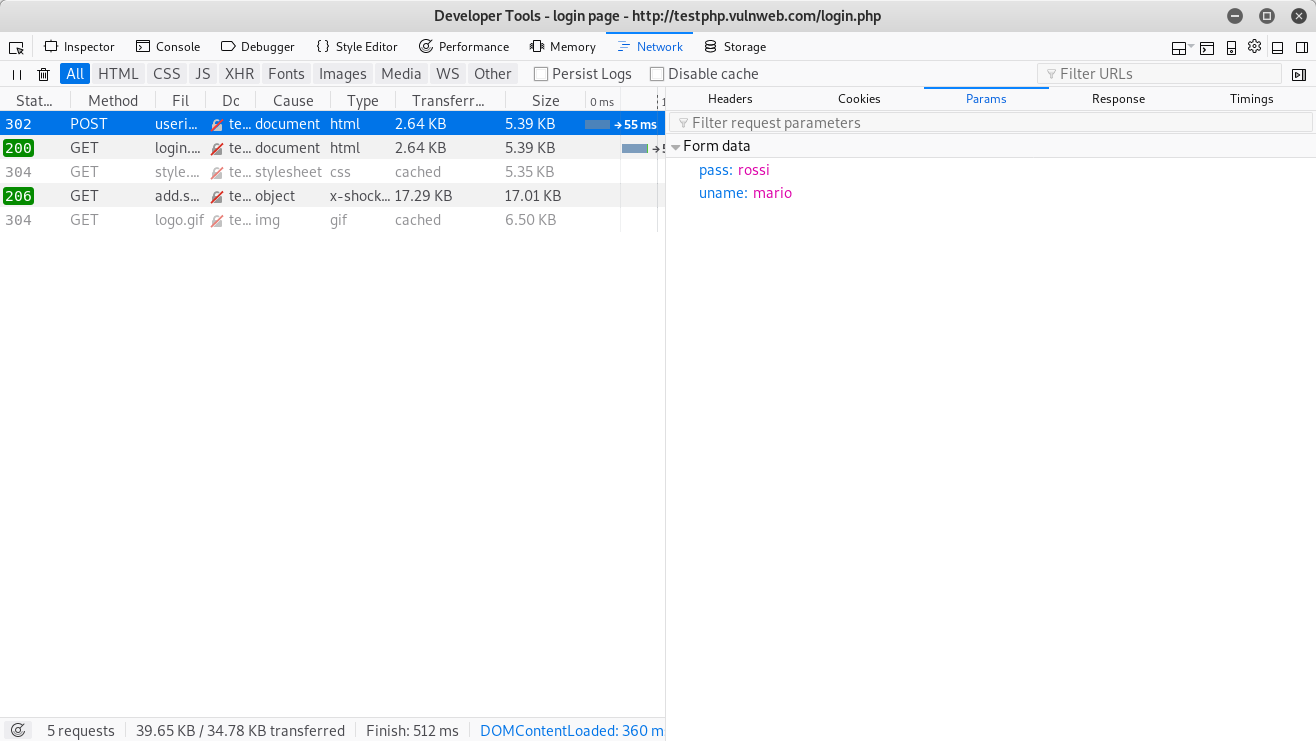 Developer Tools - login page - http://testphp.vulnweb.com/login.php
Inspector Console Debugger Style Editor Performance Memory Network Storage
All HTML CSS JS XHR Fonts Images Media WS Other Persist Logs Disable cache Filter URLs
Stat... Method Fil Dc Cause Type Transferr... Size 0 ms 1
302 POST useri... te... document html 2.64 KB 5.39 KB → 55 ms
200 GET login.... te... document html 2.64 KB 5.39 KB → 5
304 GET style.... te... stylesheet css cached 5.35 KB
206 GET add.s... te... object x-shock... 17.29 KB 17.01 KB
304 GET logo.gif te... img gif cached 6.50 KB
Headers Cookies Params Response Timings
Filter request parameters
Form data
pass: rossi
uname: mario
5 requests 39.65 KB / 34.78 KB transferred Finish: 512 ms DOMContentLoaded: 360 m